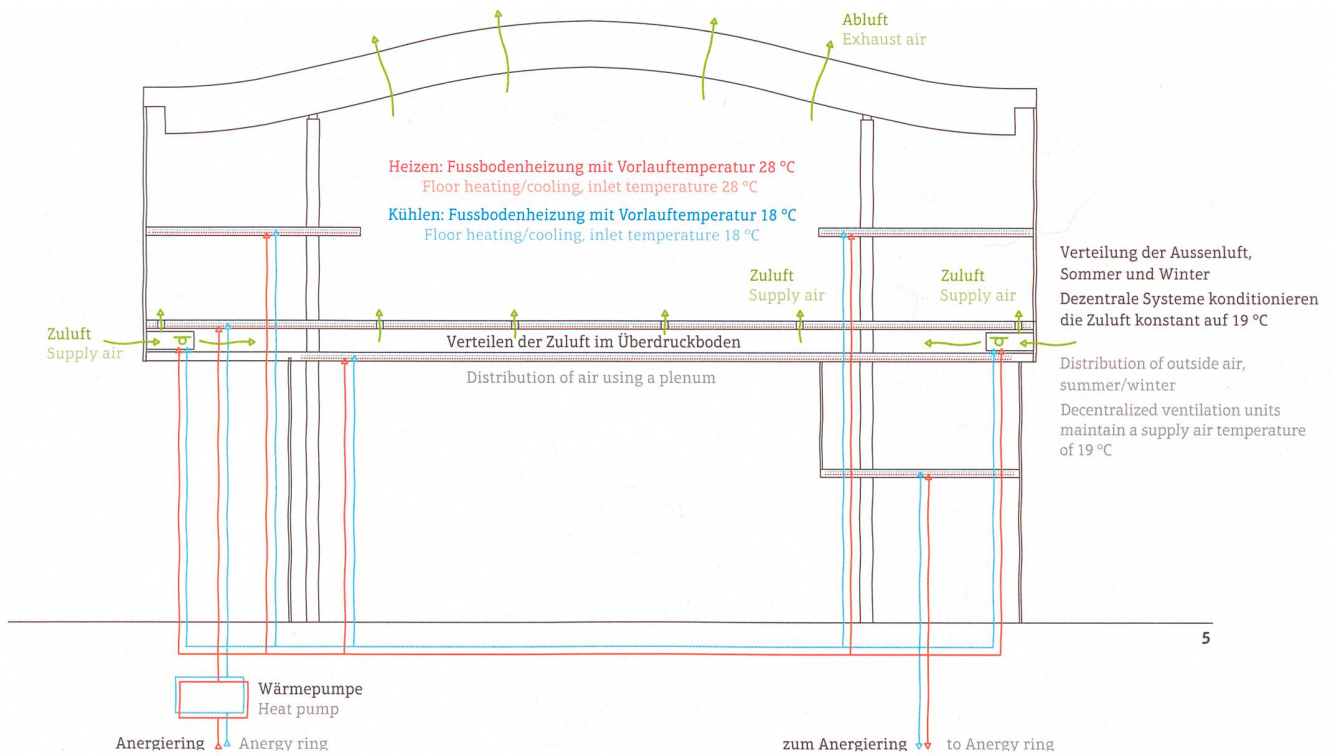 Abluft
Exhaust air
Heizen: Fussbodenheizung mit Vorlauftemperatur 28 °C
Floor heating/cooling, inlet temperature 28 °C
Kühlen: Fussbodenheizung mit Vorlauftemperatur 18 °C
Floor heating/cooling, inlet temperature 18 °C
Zuluft
Supply air
Zuluft
Supply air
Zuluft
Supply air
Verteilen der Zuluft im Überdruckboden
Distribution of air using a plenum
Verteilung der Aussenluft,
Sommer und Winter
Dezentrale Systeme konditionieren
die Zuluft konstant auf 19 °C
Distribution of outside air,
summer/winter
Decentralized ventilation units
maintain a supply air temperature
of 19 °C
5
Wärmepumpe
Heat pump
Anergiering
Anergy ring
zum Anergiering
to Anergy ring